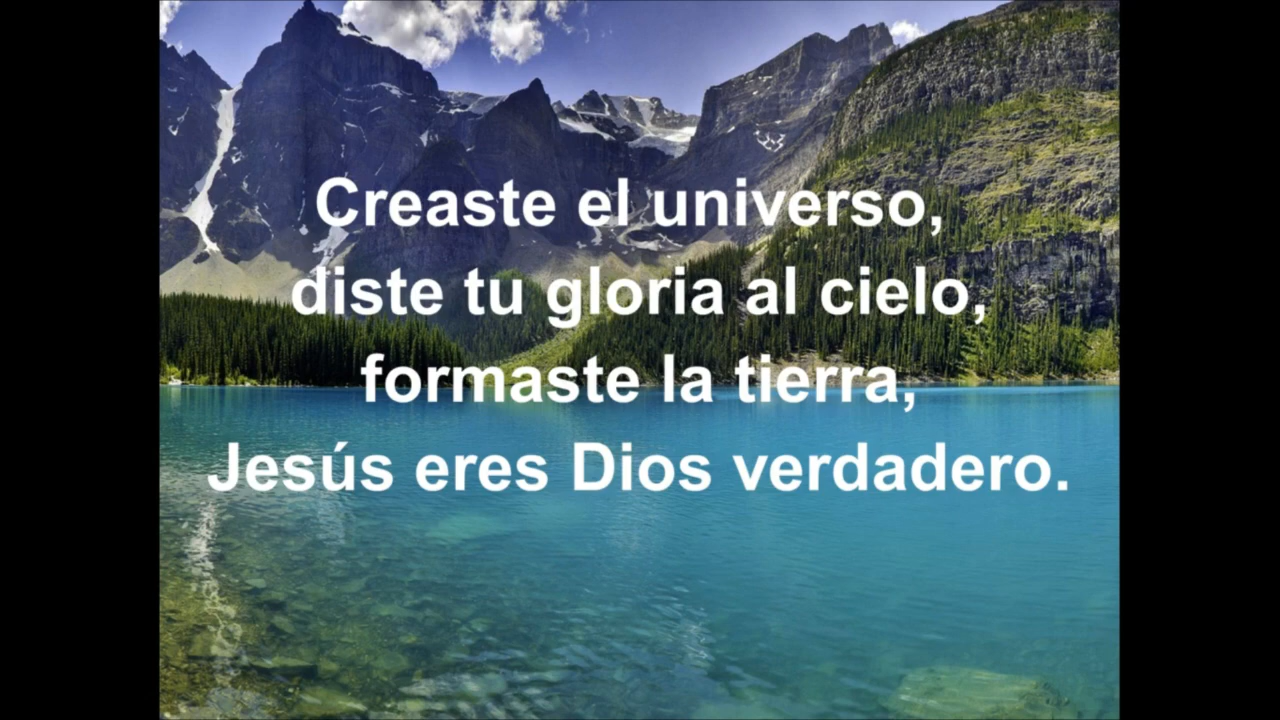 Creaste el universo,
diste tu gloria al cielo,
formaste la tierra,
Jesús eres Dios verdadero.